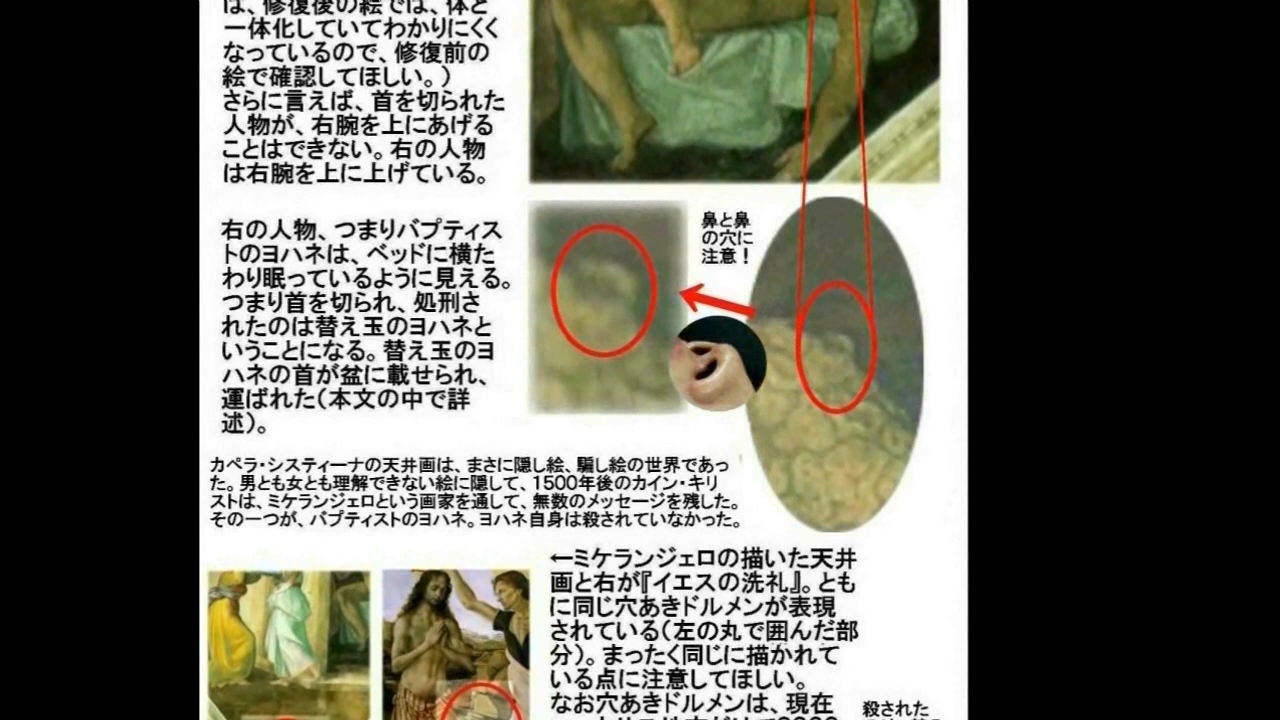 は、修復後の絵では、体と
一体化していてわかりにくく
なっているので、修復前の
絵で確認してほしい。）
さらに言えば、首を切られた
人物が、右腕を上にあげる
ことはできない。右の人物
は右腕を上に上げている。
右の人物、つまりバプティス
トのヨハネは、ベッドに横た
わり眠っているように見える。
つまり首を切られ、処刑さ
れたのは替え玉のヨハネと
いうことになる。替え玉のヨ
ハネの首が盆に載せられ、
運ばれた（本文の中で詳
述）。
鼻と鼻
の穴に
注意！
カペラ・システィーナの天井画は、まさに隠し絵、騙し絵の世界であっ
た。男とも女とも理解できない絵に隠して、1500年後のカイン・キリ
ストは、ミケランジェロという画家を通して、無数のメッセージを残した。
その一つが、バプティストのヨハネ。ヨハネ自身は殺されていなかった。
←ミケランジェロの描いた天井
画と右が『イエスの洗礼』。とも
に同じ穴あきドルメンが表現
されている（左の丸で囲んだ部
分）。まったく同じに描かれて
いる点に注意してほしい。
なお穴あきドルメンは、現在
殺された